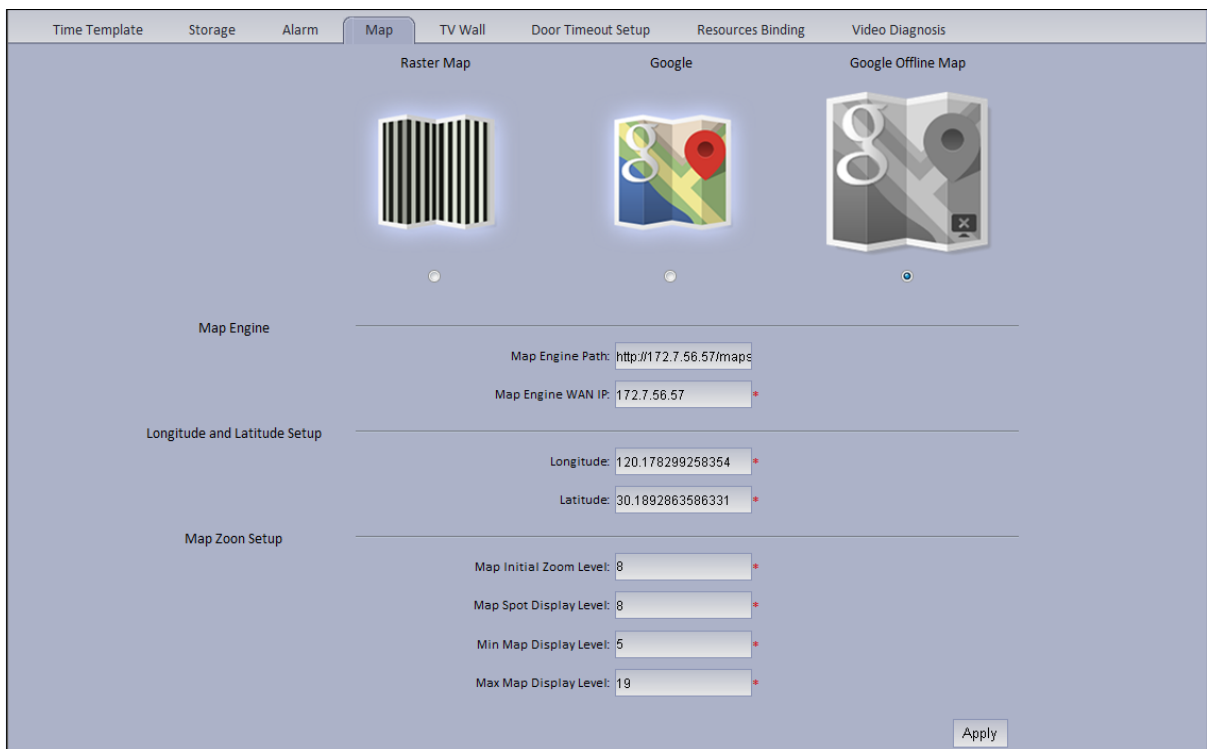 Time Template Storage Alarm Map TV Wall Door Timeout Setup Resources Binding Video Diagnosis
Raster Map Google Google Offline Map
g g
Map Engine
Map Engine Path: http://172.7.56.57/maps
Map Engine WAN IP: 172.7.56.57 *
Longitude and Latitude Setup
Longitude: 120.178299258354 *
Latitude: 30.1892863586331 *
Map Zoon Setup
Map Initial Zoom Level: 8 *
Map Spot Display Level: 8 *
Min Map Display Level: 5 *
Max Map Display Level: 19 *
Apply